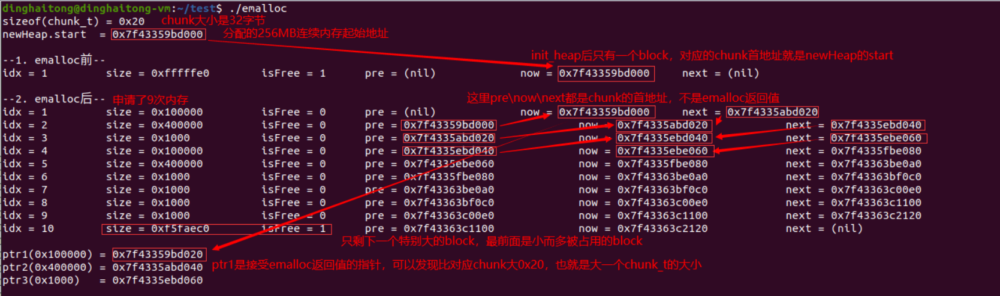 dinghaitong@dinghaitong-vm:~/test$ ./emalloc
sizeof(chunk_t) = 0x20 chunk大小是32字节
newHeap.start = 0x7f43359bd000 分配的256MB连续内存起始地址
init_heap后只有一个block，对应的chunk首地址就是newHeap的start
--1. emalloc前--
idx = 1 size = 0xfffffe0 isFree = 1 pre = (nil) now = 0x7f43359bd000 next = (nil)
--2. emalloc后-- 申请了9次内存 这里pre\now\next都是chunk的首地址，不是emalloc返回值
idx = 1 size = 0x100000 isFree = 0 pre = (nil) now = 0x7f43359bd000 next = 0x7f4335abd020
idx = 2 size = 0x400000 isFree = 0 pre = 0x7f43359bd000 now = 0x7f4335abd020 next = 0x7f4335ebd040
idx = 3 size = 0x1000 isFree = 0 pre = 0x7f4335abd020 now = 0x7f4335ebd040 next = 0x7f4335ebe060
idx = 4 size = 0x100000 isFree = 0 pre = 0x7f4335ebd040 now = 0x7f4335ebe060 next = 0x7f4335fbe080
idx = 5 size = 0x400000 isFree = 0 pre = 0x7f4335ebe060 now = 0x7f4335fbe080 next = 0x7f43363be0a0
idx = 6 size = 0x1000 isFree = 0 pre = 0x7f4335fbe080 now = 0x7f43363be0a0 next = 0x7f43363bf0c0
idx = 7 size = 0x1000 isFree = 0 pre = 0x7f43363be0a0 now = 0x7f43363bf0c0 next = 0x7f43363c00e0
idx = 8 size = 0x1000 isFree = 0 pre = 0x7f43363bf0c0 now = 0x7f43363c00e0 next = 0x7f43363c1100
idx = 9 size = 0x1000 isFree = 0 pre = 0x7f43363c00e0 now = 0x7f43363c1100 next = 0x7f43363c2120
idx = 10 size = 0xf5faec0 isFree = 1 pre = 0x7f43363c1100 now = 0x7f43363c2120 next = (nil)
只剩下一个特别大的block，最前面是小而多被占用的block
ptr1(0x100000) = 0x7f43359bd020
ptr2(0x400000) = 0x7f4335abd040 ptr1是接受emalloc返回值的指针，可以发现比对应chunk大0x20，也就是大一个chunk_t的大小
ptr3(0x1000) = 0x7f4335ebd060